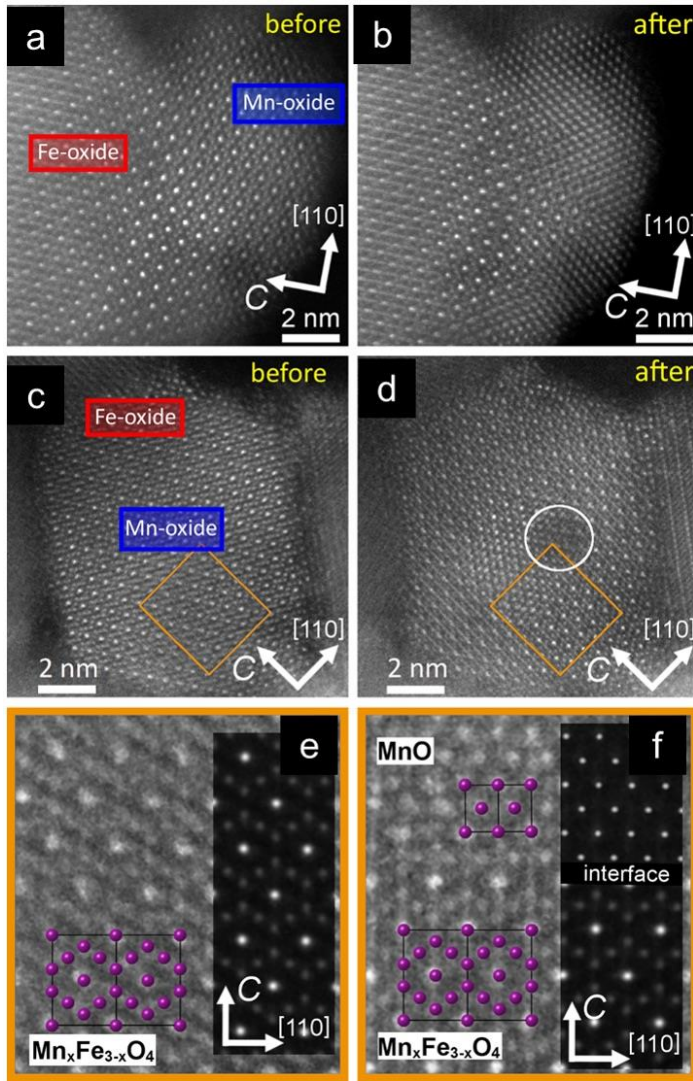 a
before
Mn-oxide
Fe-oxide
[110]
C
2 nm
b
after
[110]
C
2 nm
c
before
Fe-oxide
Mn-oxide
[110]
C
2 nm
d
after
[110]
C
2 nm
e
C
[110]
MnₓFe₃₋ₓO₄
f
MnO
interface
C
[110]
MnₓFe₃₋ₓO₄